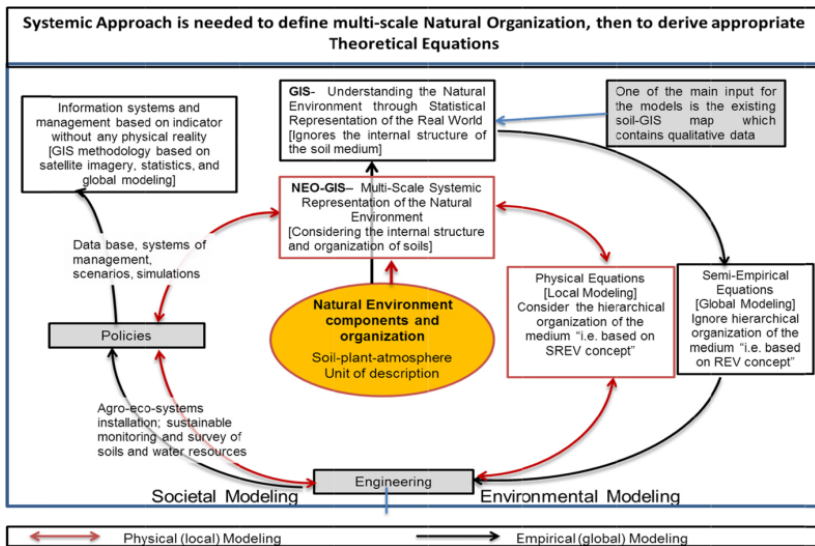 Systemic Approach is needed to define multi-scale Natural Organization, then to derive appropriate
Theoretical Equations
Information systems and
management based on indicator
without any physical reality
[GIS methodology based on
satellite imagery, statistics, and
global modeling]
GIS- Understanding the Natural
Environment through Statistical
Representation of the Real World
[Ignores the internal structure of
the soil medium]
One of the main input for
the models is the existing
soil-GIS map which
contains qualitative data
NEO-GIS– Multi-Scale Systemic
Representation of the Natural
Environment
[Considering the internal structure
and organization of soils]
Data base, systems of
management,
scenarios, simulations
Natural Environment
components and
organization
Soil-plant-atmosphere
Unit of description
Physical Equations
[Local Modeling]
Consider the hierarchical
organization of the
medium “i.e. based on
SREV concept”
Semi-Empirical
Equations
[Global Modeling]
Ignore hierarchical
organization of the
medium “i.e. based
on REV concept”
Policies
Agro-eco-systems
installation; sustainable
monitoring and survey of
soils and water resources
Engineering
Societal Modeling
Environmental Modeling
Physical (local) Modeling
Empirical (global) Modeling